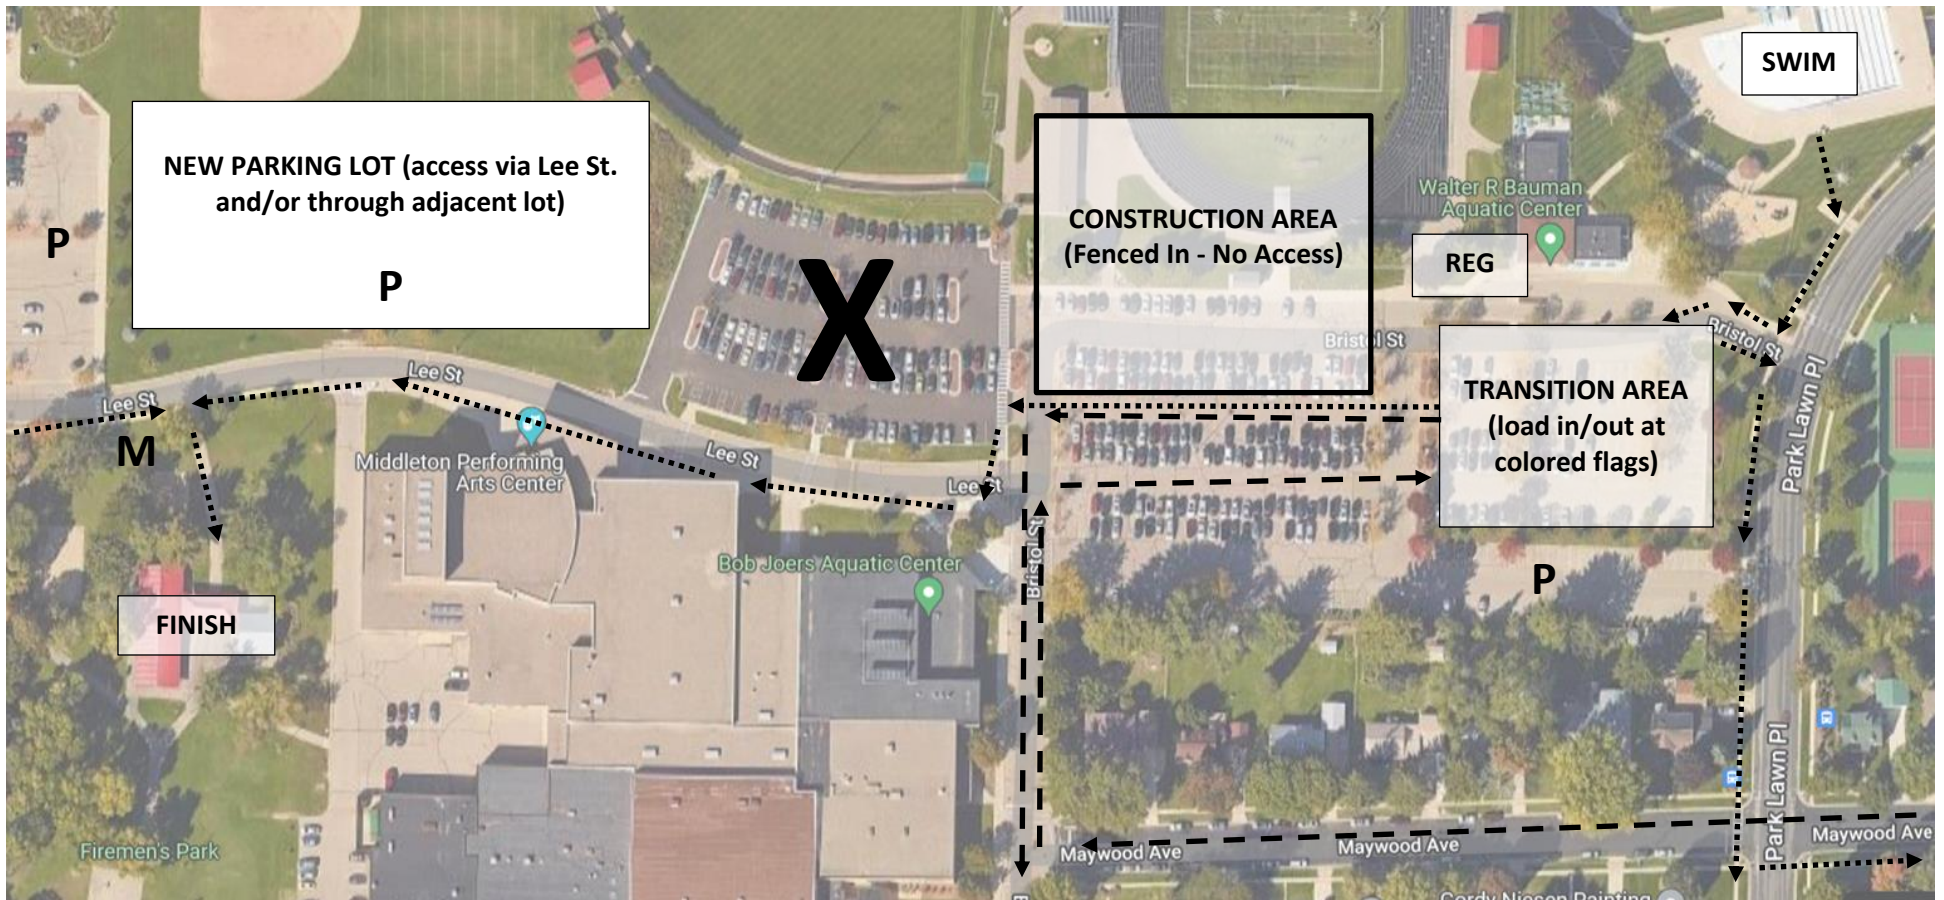 SWIM
NEW PARKING LOT (access via Lee St.
and/or through adjacent lot)
P
P
CONSTRUCTION AREA
(Fenced In - No Access)
Walter R Bauman
Aquatic Center
REG
X
Bristol St
Bristol St
TRANSITION AREA
(load in/out at
colored flags)
Park Lawn Pl
Lee St
Lee St
M
Middleton Performing
Arts Center
Lee St
Lee St
Bristol St
Bob Joers Aquatic Center
P
FINISH
Park Lawn Pl
Firemen's Park
Maywood Ave
Maywood Ave
Maywood Ave